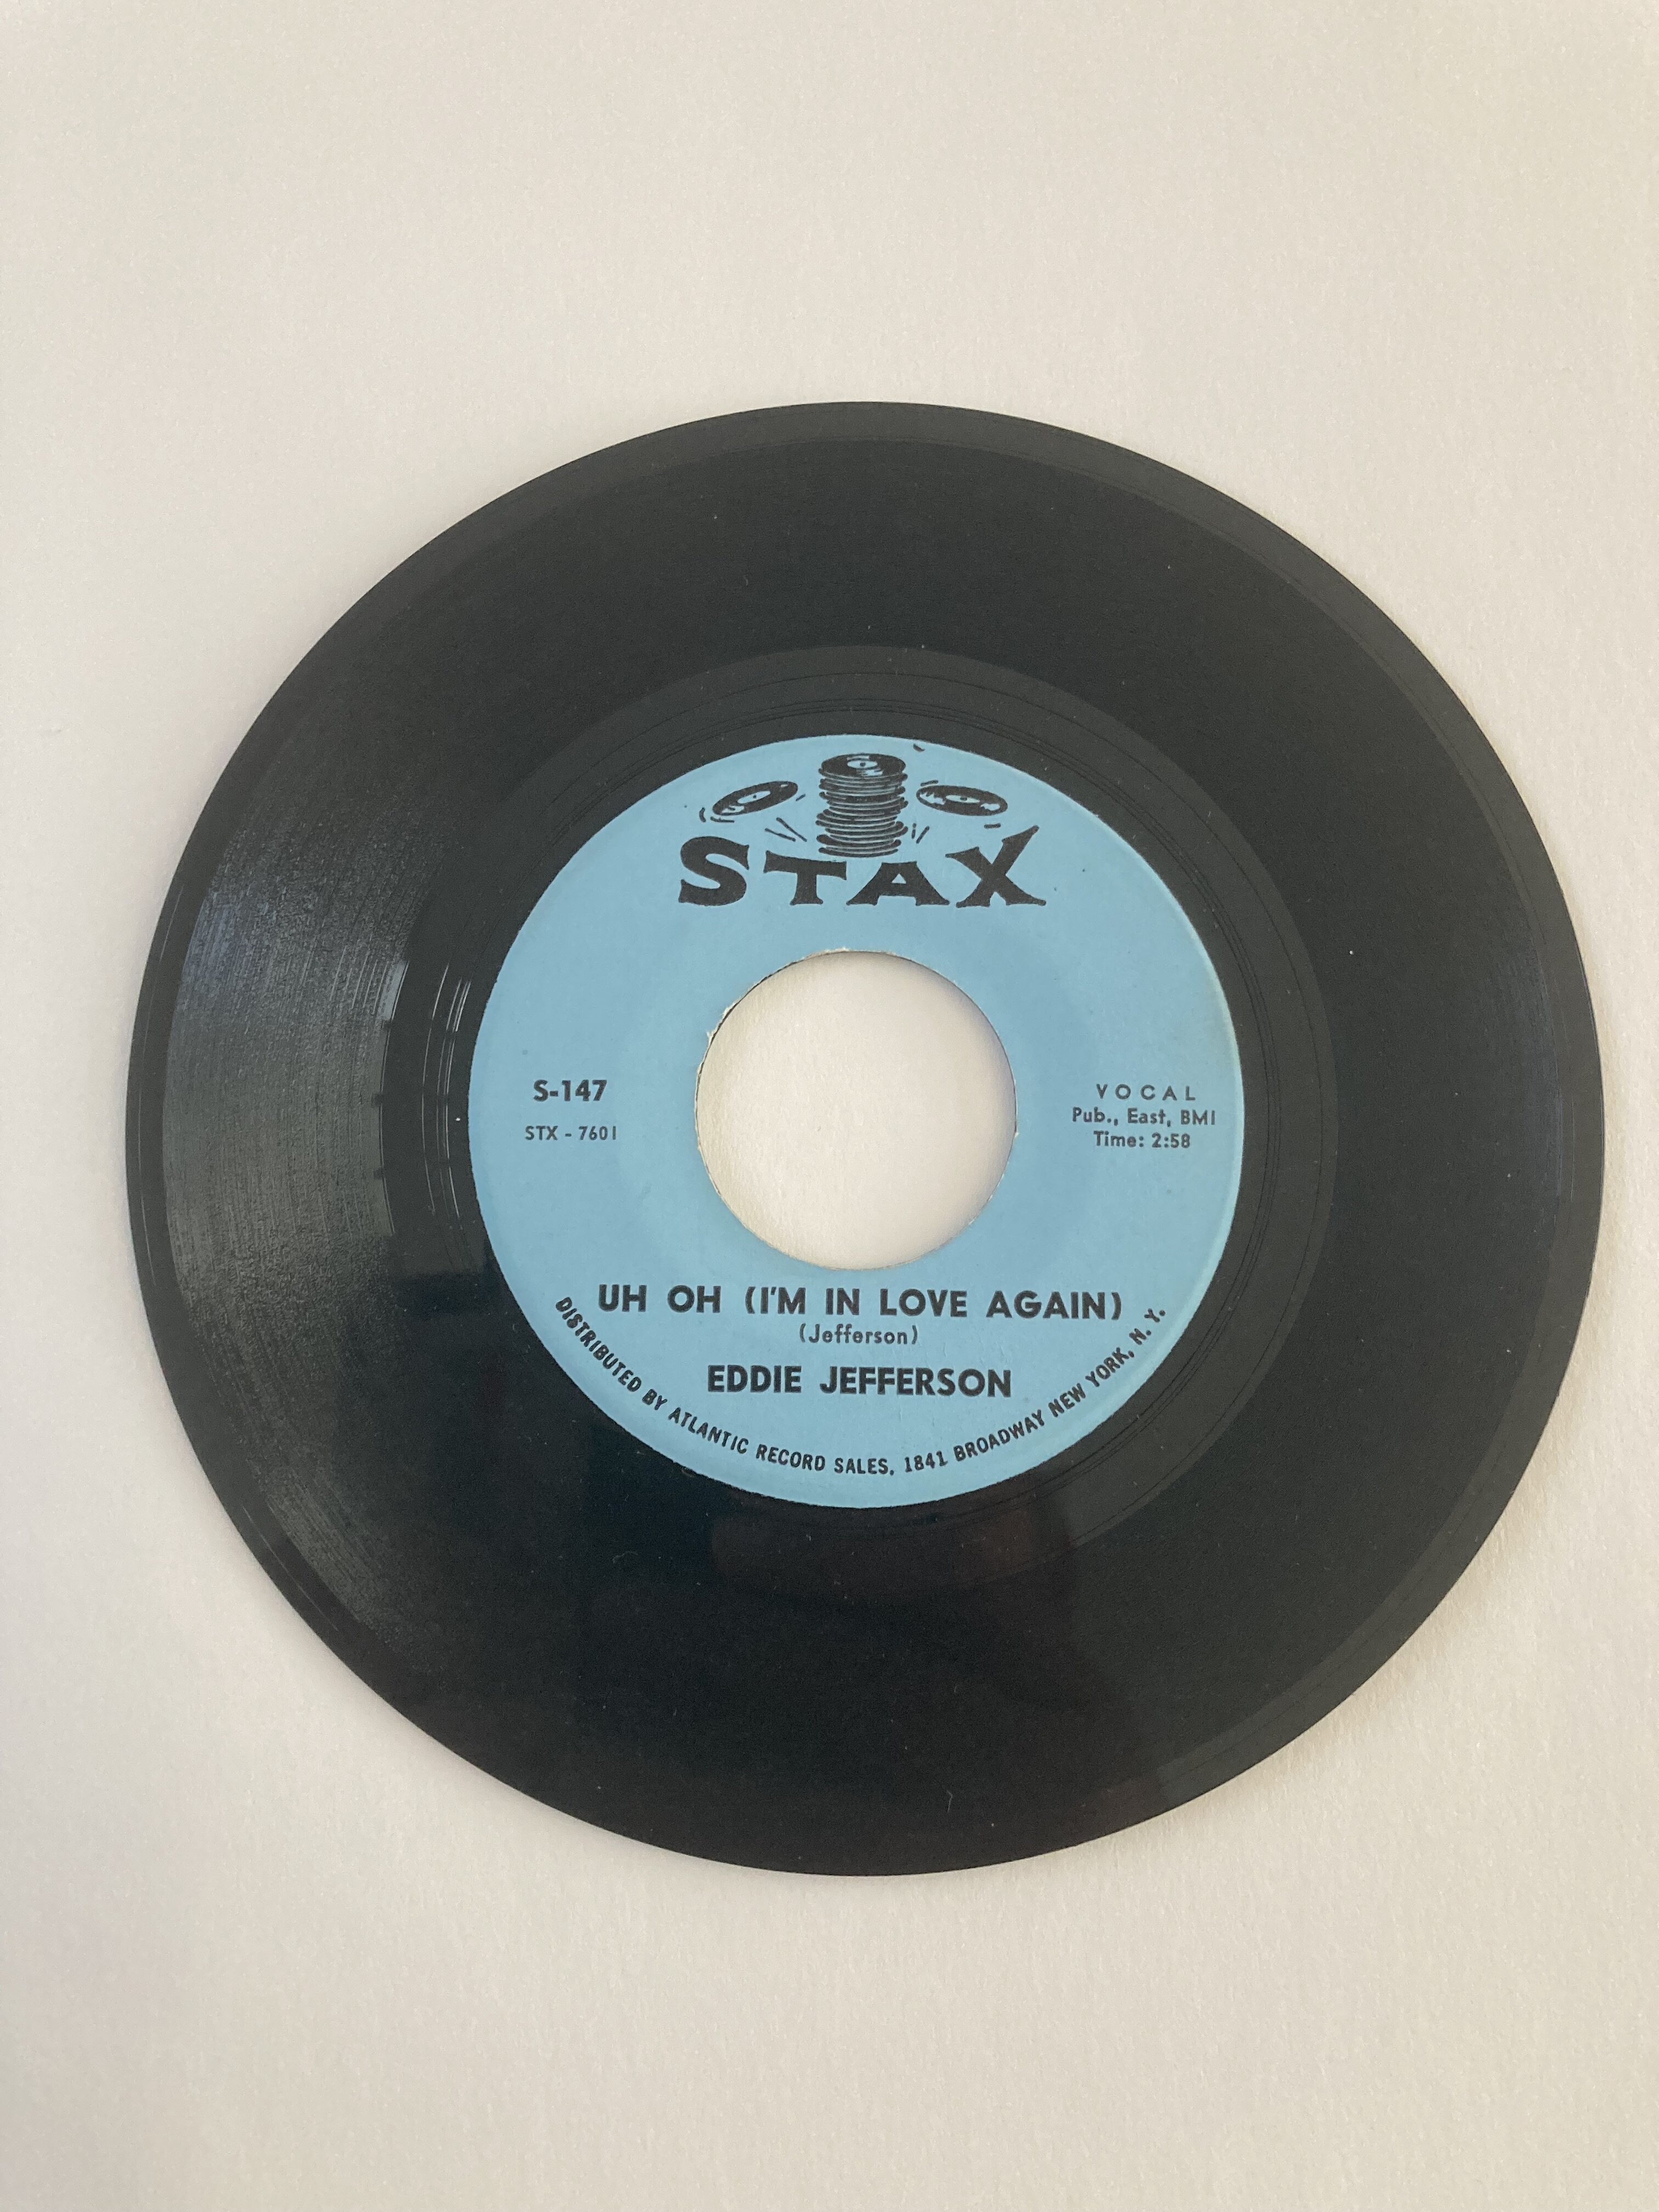 STAX
S-147
STX - 7601
VOCAL
Pub., East, BMI
Time: 2:58
UH OH (I'M IN LOVE AGAIN)
(Jefferson)
EDDIE JEFFERSON
DISTRIBUTED BY ATLANTIC RECORD SALES, 1841 BROADWAY NEW YORK, N. Y.